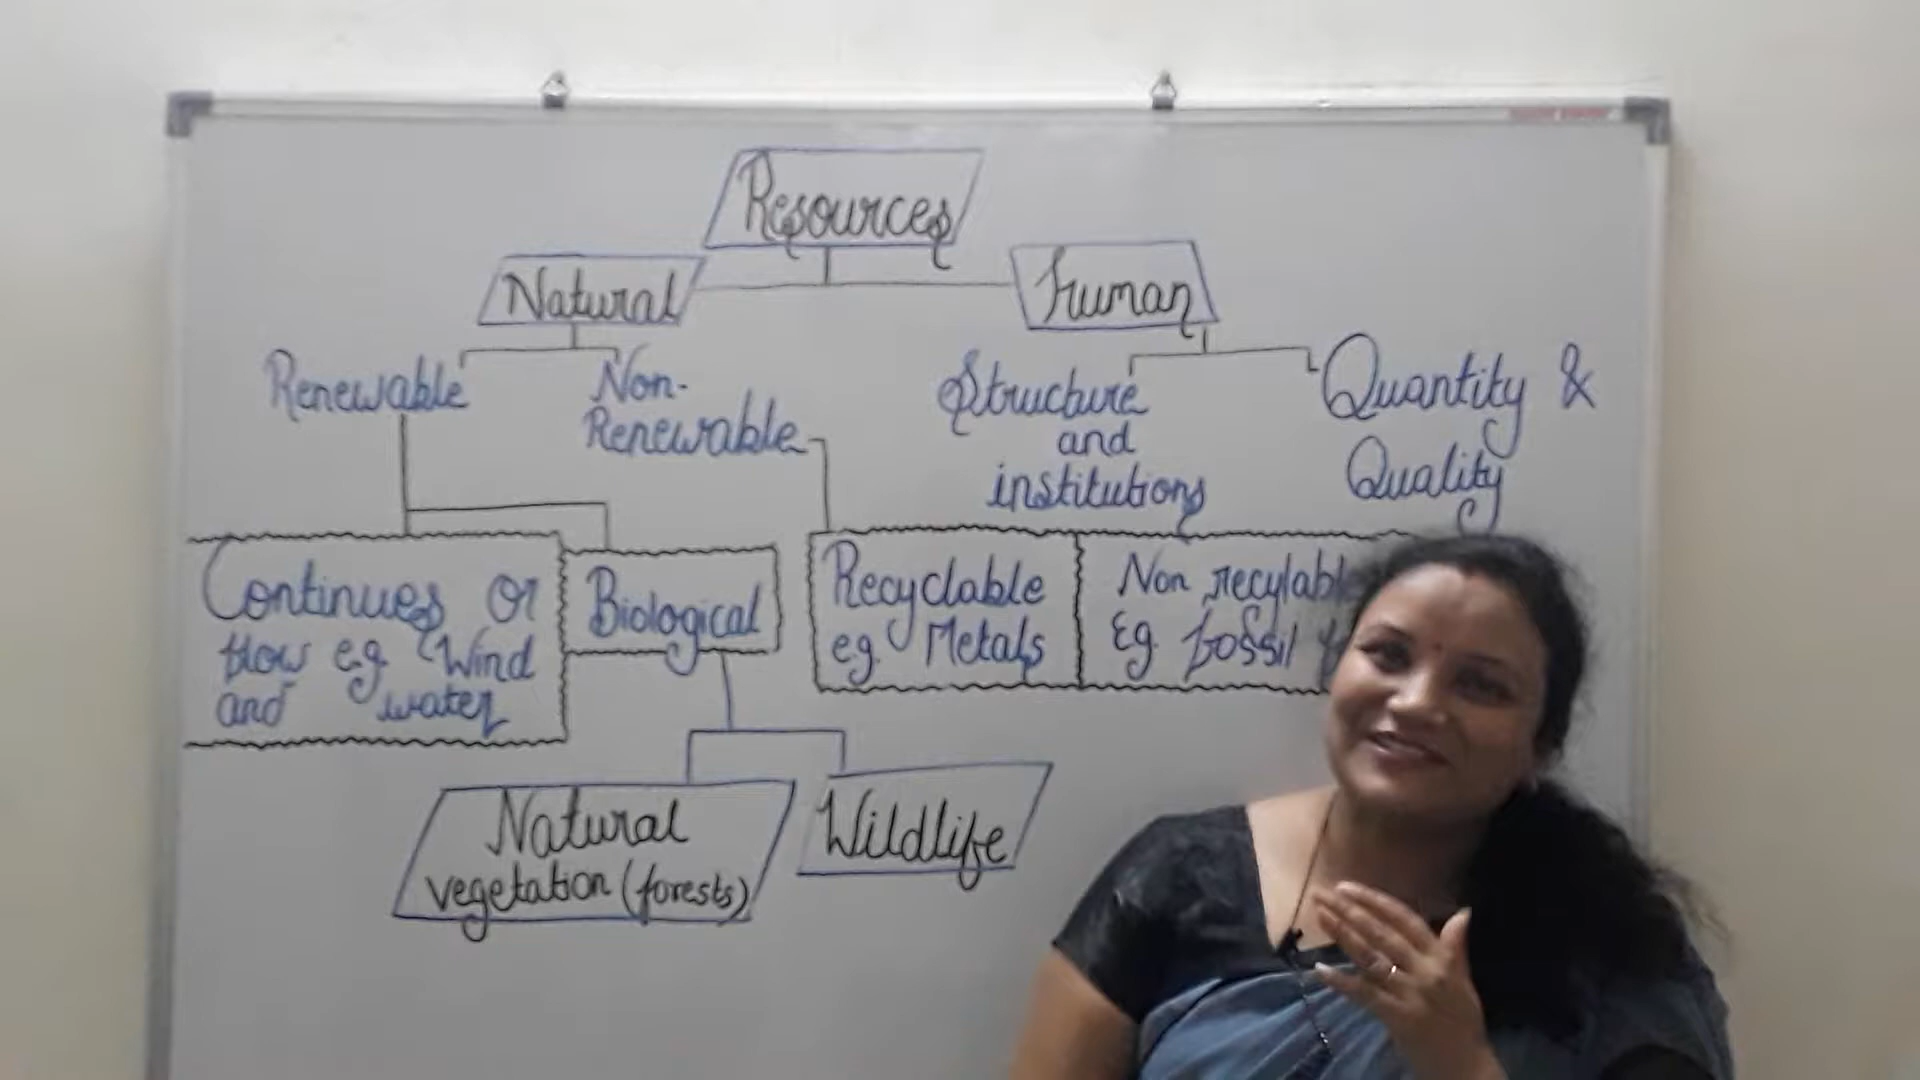 Resources
Natural
Human
Renewable
Non-
Renewable
Structure
and
institutions
Quantity &
Quality
Continues or
flow e.g. Wind
and water
Biological
Recyclable
eg. Metals
Non recylable
Eg. fossil
Natural
vegetation (forests)
Wildlife